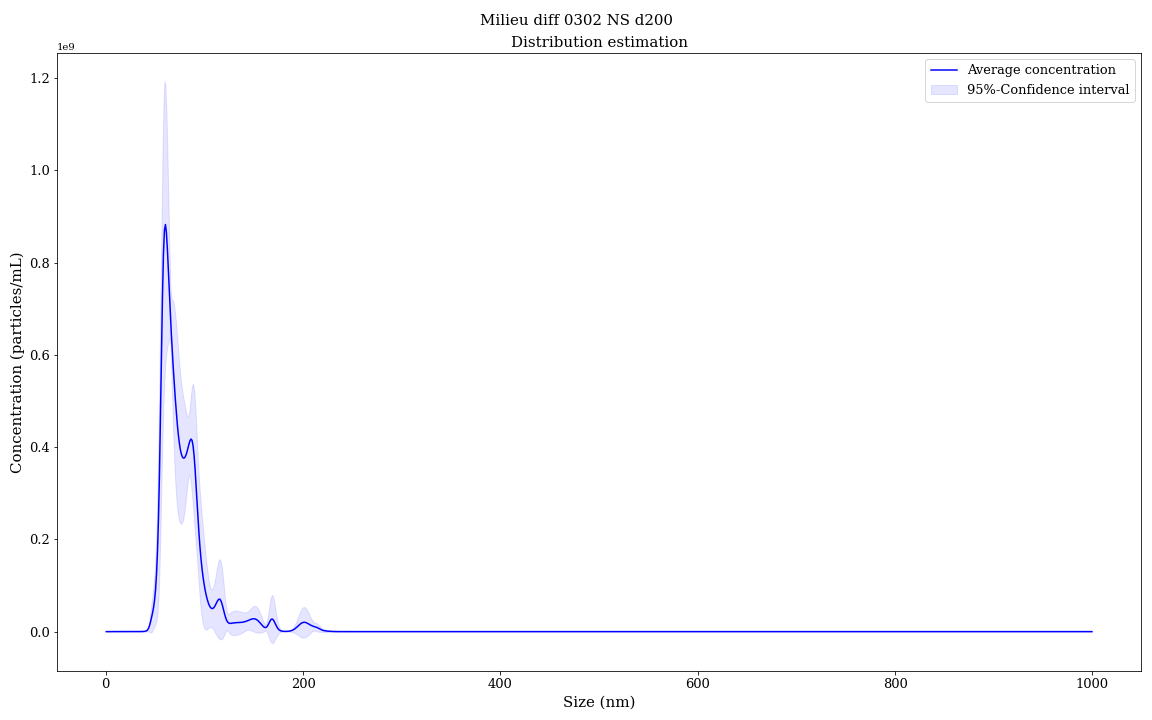 Milieu diff 0302 NS d200
Distribution estimation
1e9
Average concentration
95%-Confidence interval
1.2
1.0
0.8
0.6
0.4
0.2
0.0
Concentration (particles/mL)
0 200 400 600 800 1000
Size (nm)